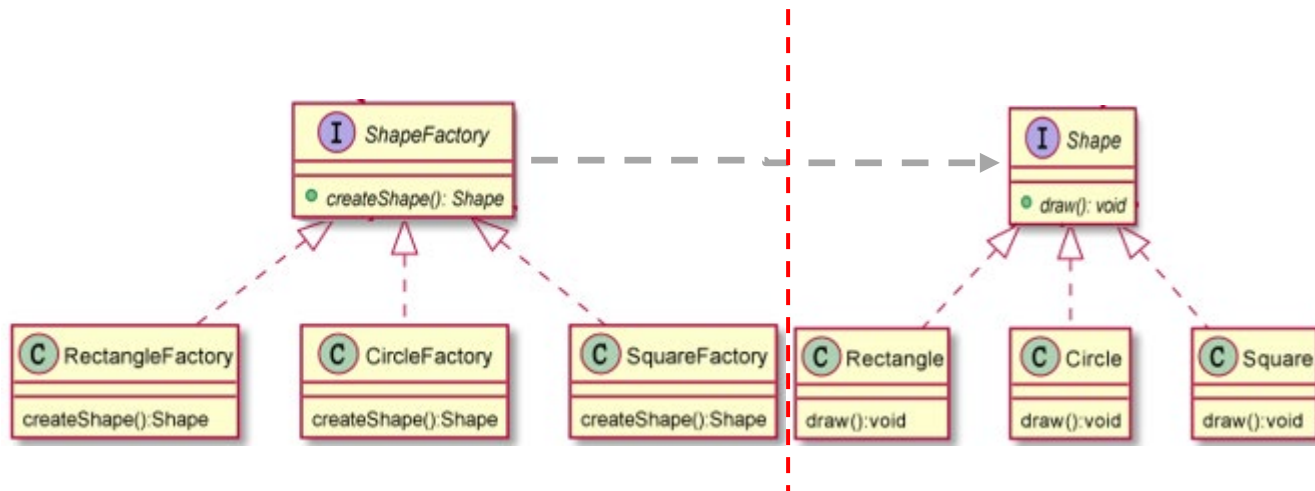 I ShapeFactory
createShape(): Shape
I Shape
draw(): void
C RectangleFactory
createShape():Shape
C CircleFactory
createShape():Shape
C SquareFactory
createShape():Shape
C Rectangle
draw():void
C Circle
draw():void
C Square
draw():void